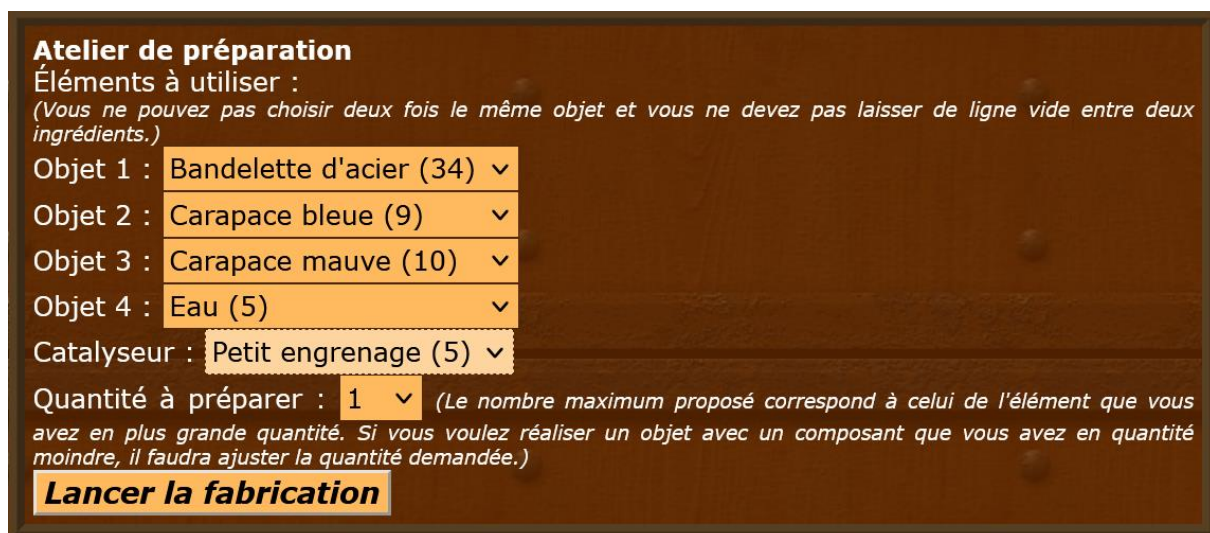 Atelier de préparation
Éléments à utiliser :
(Vous ne pouvez pas choisir deux fois le même objet et vous ne devez pas laisser de ligne vide entre deux
ingrédients.)
Objet 1 : Bandelette d'acier (34)
Objet 2 : Carapace bleue (9)
Objet 3 : Carapace mauve (10)
Objet 4 : Eau (5)
Catalyseur : Petit engrenage (5)
Quantité à préparer : 1 (Le nombre maximum proposé correspond à celui de l'élément que vous
avez en plus grande quantité. Si vous voulez réaliser un objet avec un composant que vous avez en quantité
moindre, il faudra ajuster la quantité demandée.)
Lancer la fabrication